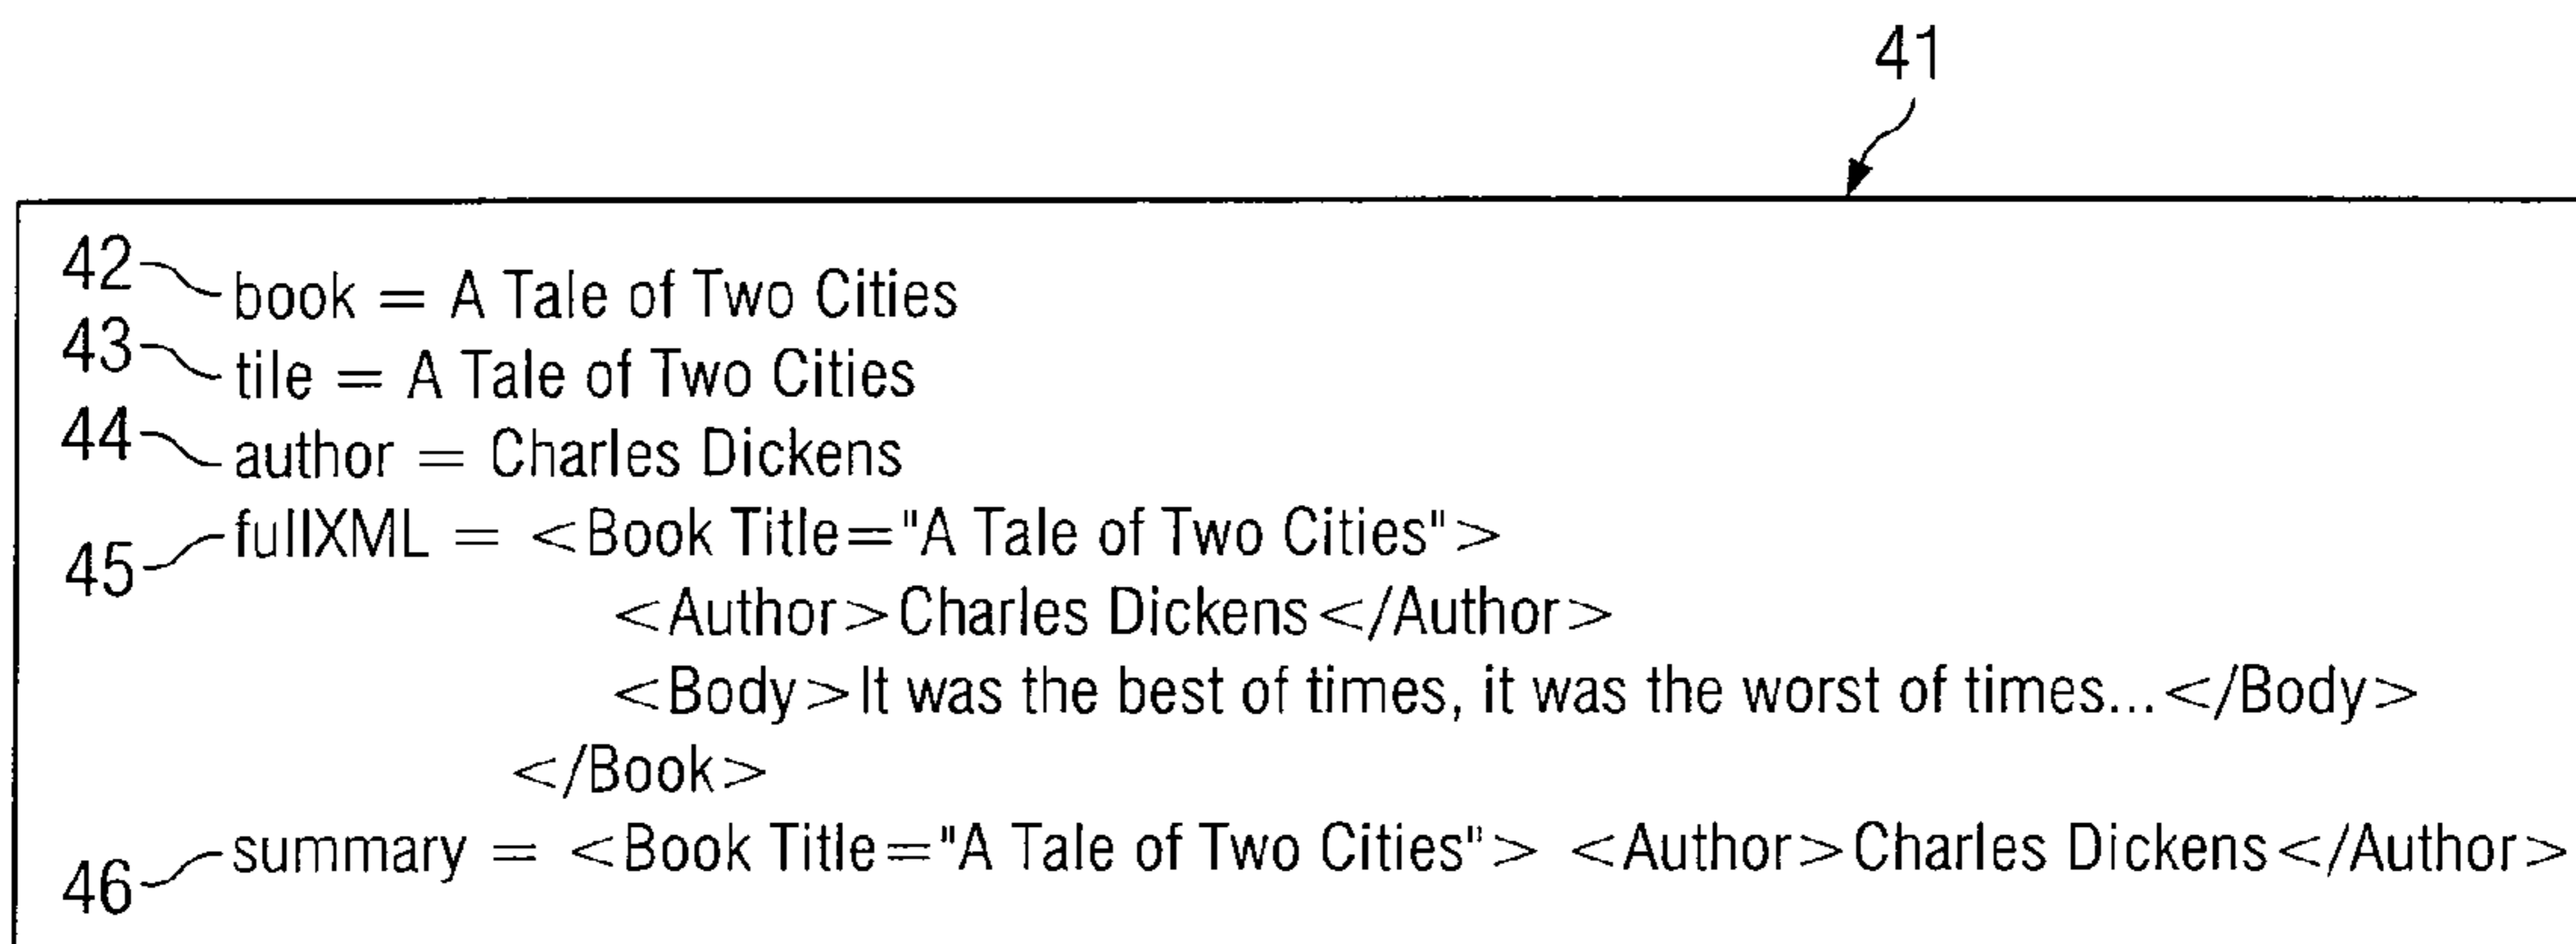 41
42 book = A Tale of Two Cities
43 tile = A Tale of Two Cities
44 author = Charles Dickens
45 fullXML = <Book Title="A Tale of Two Cities">
<Author>Charles Dickens</Author>
<Body>It was the best of times, it was the worst of times...</Body>
</Book>
46 summary = <Book Title="A Tale of Two Cities"> <Author>Charles Dickens</Author>